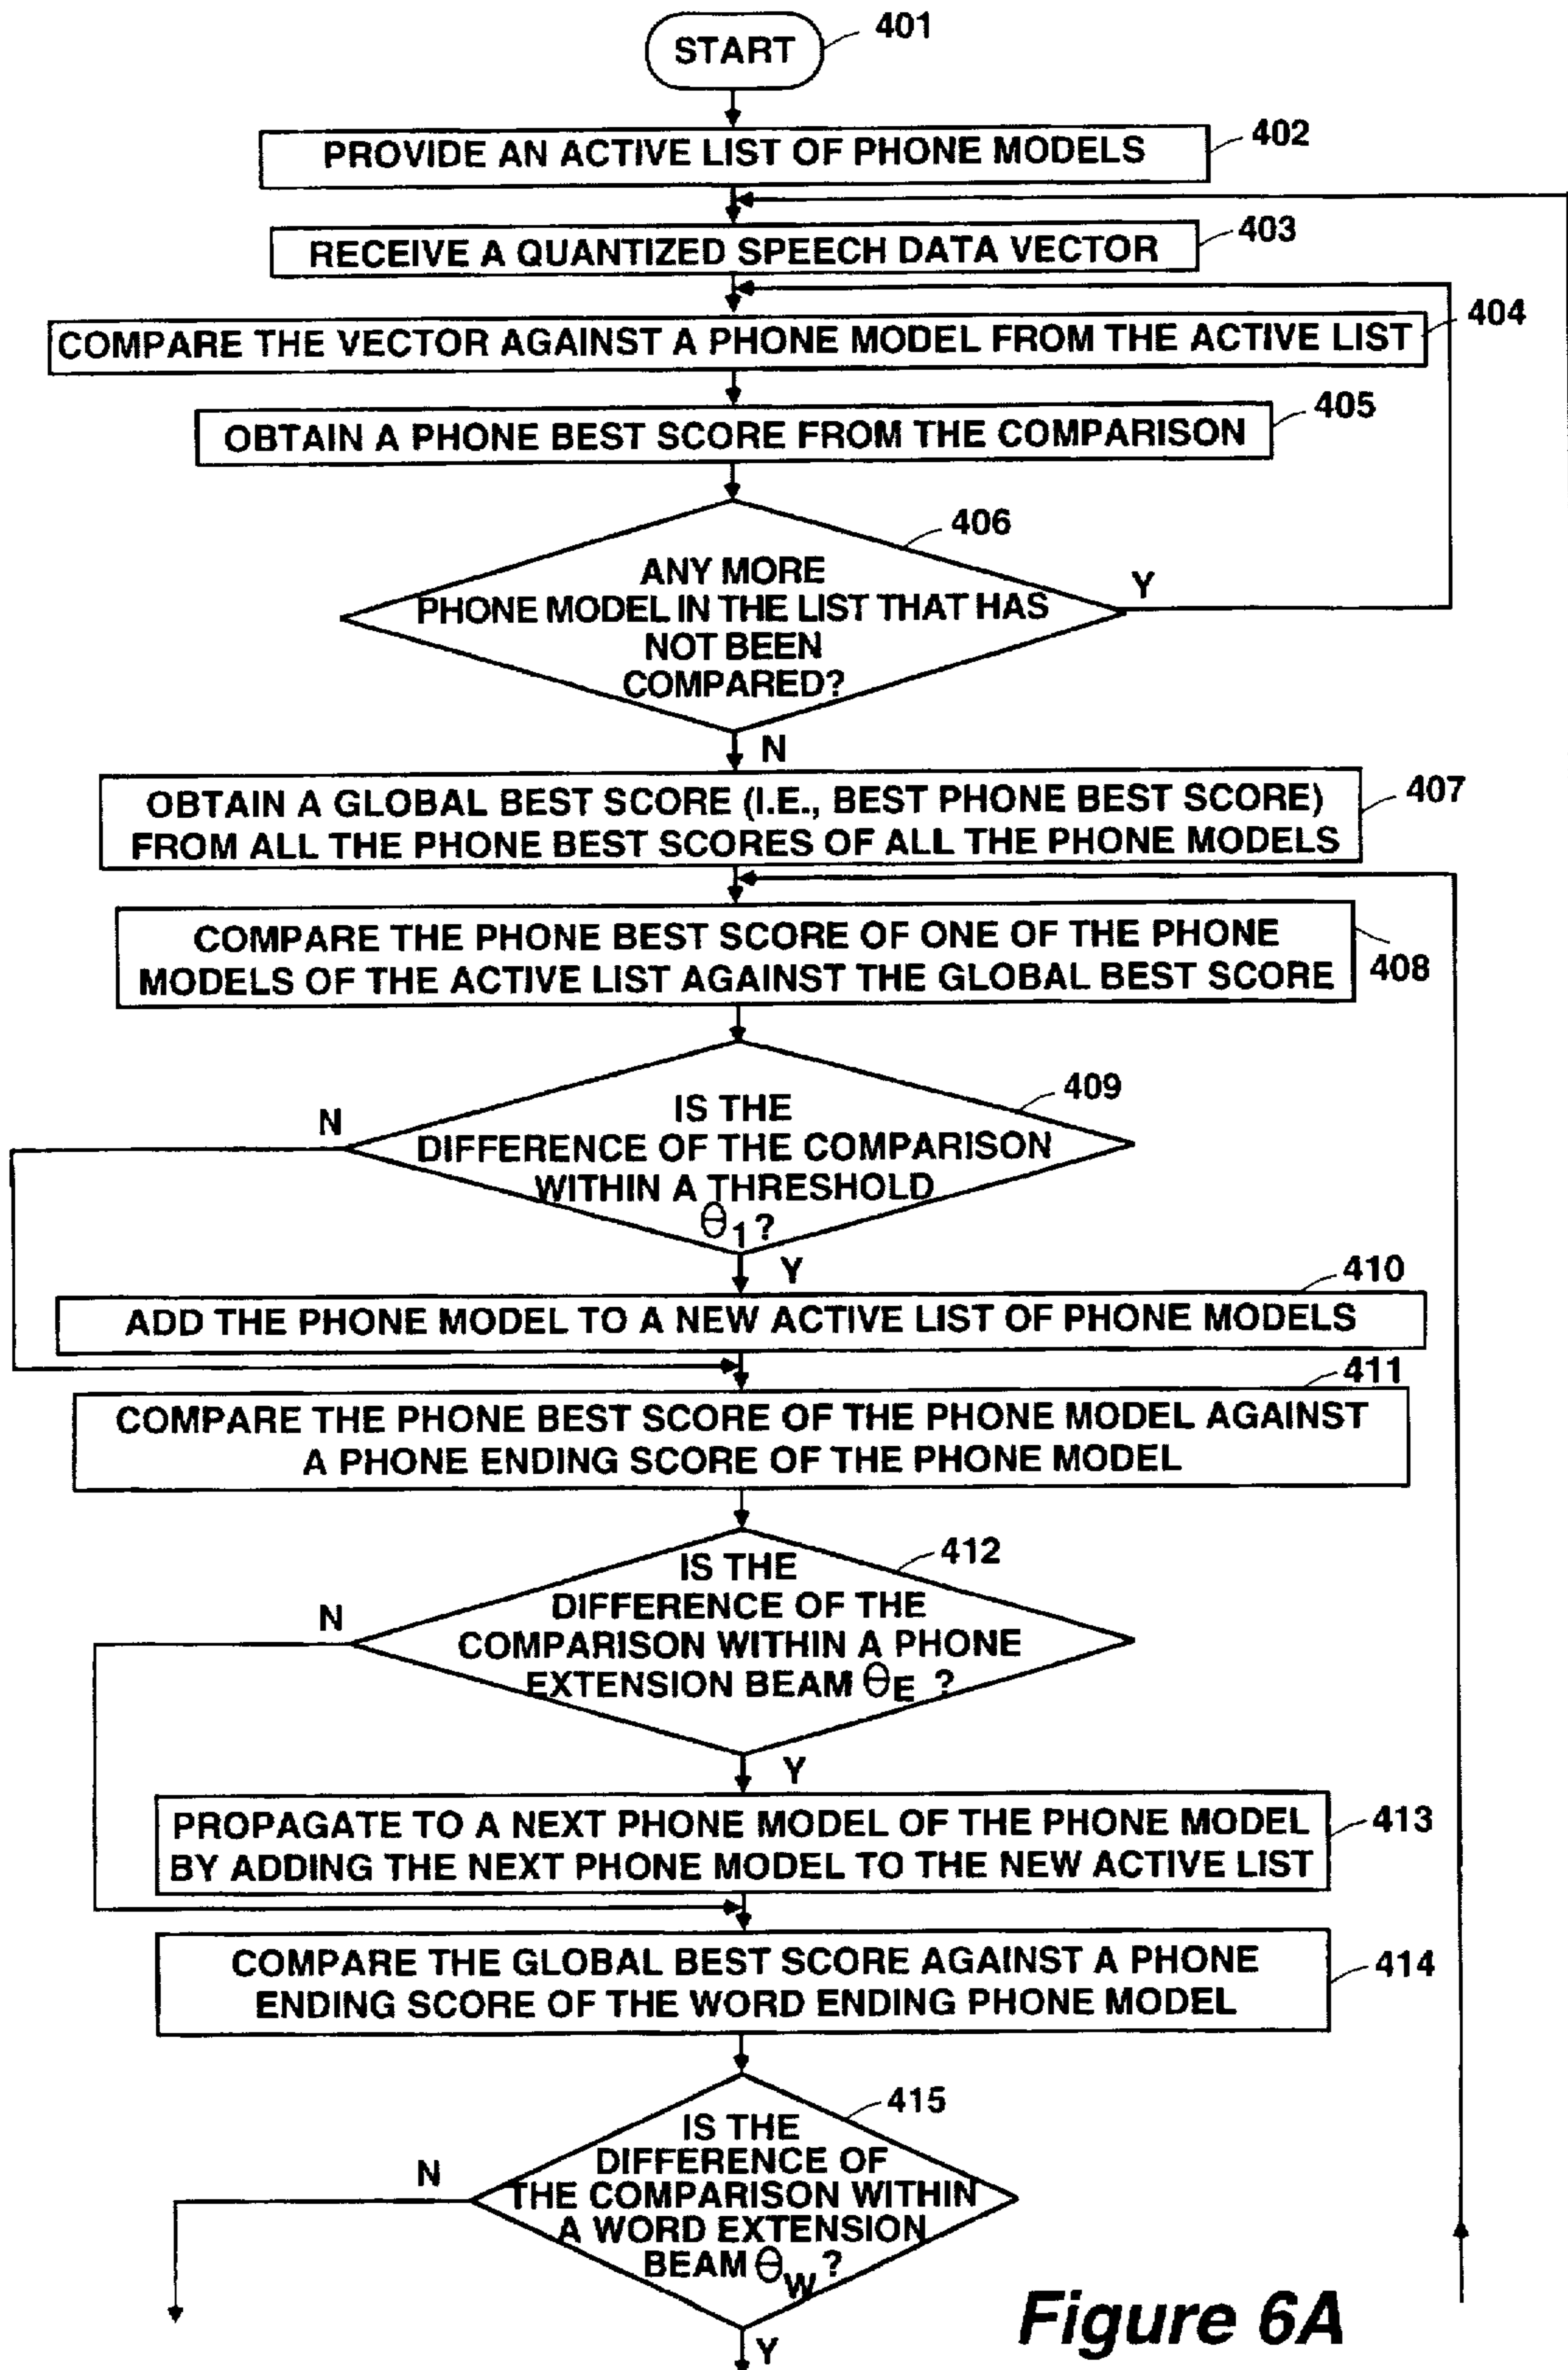 START
401
PROVIDE AN ACTIVE LIST OF PHONE MODELS
402
RECEIVE A QUANTIZED SPEECH DATA VECTOR
403
COMPARE THE VECTOR AGAINST A PHONE MODEL FROM THE ACTIVE LIST
404
OBTAIN A PHONE BEST SCORE FROM THE COMPARISON
405
406
ANY MORE
PHONE MODEL IN THE LIST THAT HAS
NOT BEEN
COMPARED?
Y
N
OBTAIN A GLOBAL BEST SCORE (I.E., BEST PHONE BEST SCORE)
FROM ALL THE PHONE BEST SCORES OF ALL THE PHONE MODELS
407
COMPARE THE PHONE BEST SCORE OF ONE OF THE PHONE
MODELS OF THE ACTIVE LIST AGAINST THE GLOBAL BEST SCORE
408
409
N
IS THE
DIFFERENCE OF THE COMPARISON
WITHIN A THRESHOLD
Θ1?
Y
410
ADD THE PHONE MODEL TO A NEW ACTIVE LIST OF PHONE MODELS
411
COMPARE THE PHONE BEST SCORE OF THE PHONE MODEL AGAINST
A PHONE ENDING SCORE OF THE PHONE MODEL
412
N
IS THE
DIFFERENCE OF THE
COMPARISON WITHIN A PHONE
EXTENSION BEAM ΘE ?
Y
PROPAGATE TO A NEXT PHONE MODEL OF THE PHONE MODEL
BY ADDING THE NEXT PHONE MODEL TO THE NEW ACTIVE LIST
413
COMPARE THE GLOBAL BEST SCORE AGAINST A PHONE
ENDING SCORE OF THE WORD ENDING PHONE MODEL
414
415
N
IS THE
DIFFERENCE OF
THE COMPARISON WITHIN
A WORD EXTENSION
BEAM ΘW?
Y
Figure 6A